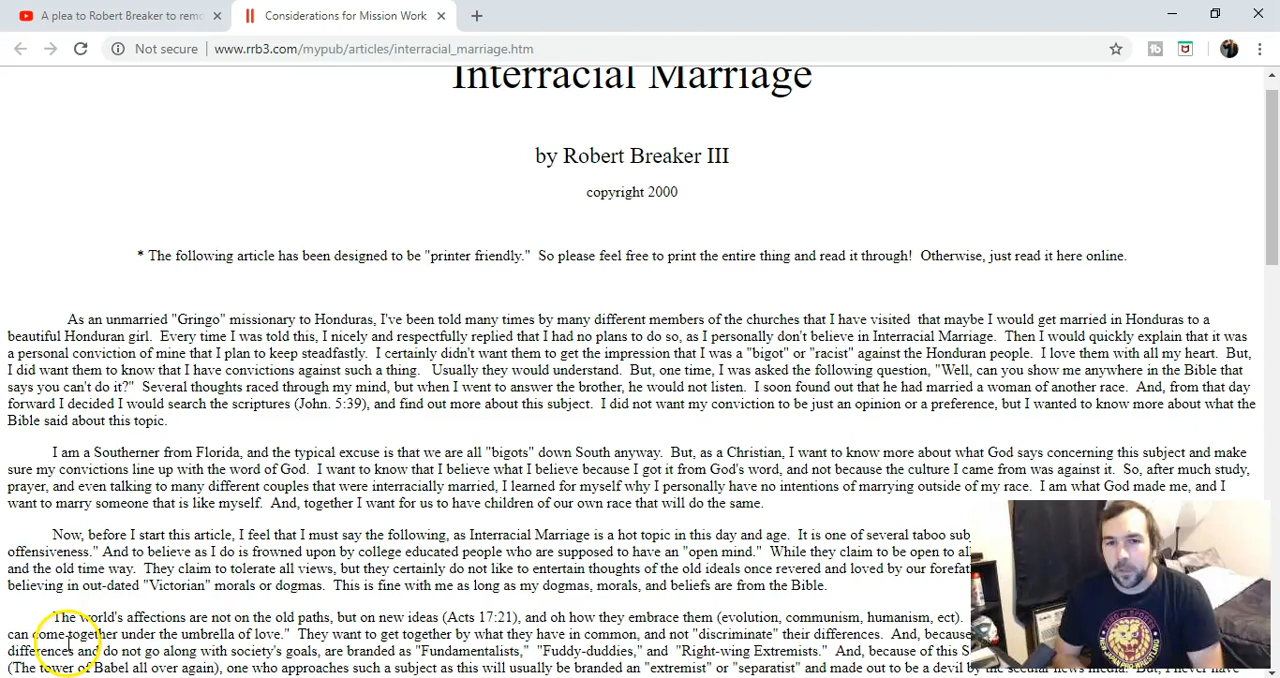 A plea to Robert Breaker to remo
Considerations for Mission Work
Not secure | www.rrb3.com/mypub/articles/interracial_marriage.htm
Interracial Marriage
by Robert Breaker III
copyright 2000
* The following article has been designed to be "printer friendly." So please feel free to print the entire thing and read it through! Otherwise, just read it here online.
As an unmarried "Gringo" missionary to Honduras, I've been told many times by many different members of the churches that I have visited that maybe I would get married in Honduras to a
beautiful Honduran girl. Every time I was told this, I nicely and respectfully replied that I had no plans to do so, as I personally don't believe in Interracial Marriage. Then I would quickly explain that it was
a personal conviction of mine that I plan to keep steadfastly. I certainly didn't want them to get the impression that I was a "bigot" or "racist" against the Honduran people. I love them with all my heart. But,
I did want them to know that I have convictions against such a thing. Usually they would understand. But, one time, I was asked the following question, "Well, can you show me anywhere in the Bible that
says you can't do it?" Several thoughts raced through my mind, but when I went to answer the brother, he would not listen. I soon found out that he had married a woman of another race. And, from that day
forward I decided I would search the scriptures (John. 5:39), and find out more about this subject. I did not want my conviction to be just an opinion or a preference, but I wanted to know more about what the
Bible said about this topic.
I am a Southerner from Florida, and the typical excuse is that we are all "bigots" down South anyway. But, as a Christian, I want to know more about what God says concerning this subject and make
sure my convictions line up with the word of God. I want to know that I believe what I believe because I got it from God's word, and not because the culture I came from was against it. So, after much study,
prayer, and even talking to many different couples that were interracially married, I learned for myself why I personally have no intentions of marrying outside of my race. I am what God made me, and I
want to marry someone that is like myself. And, together I want for us to have children of our own race that will do the same.
Now, before I start this article, I feel that I must say the following, as Interracial Marriage is a hot topic in this day and age. It is one of several taboo sub
offensiveness." And to believe as I do is frowned upon by college educated people who are supposed to have an "open mind." While they claim to be open to al
and the old time way. They claim to tolerate all views, but they certainly do not like to entertain thoughts of the old ideals once revered and loved by our forefa
believing in out-dated "Victorian" morals or dogmas. This is fine with me as long as my dogmas, morals, and beliefs are from the Bible.
The world's affections are not on the old paths, but on new ideas (Acts 17:21), and oh how they embrace them (evolution, communism, humanism, ect).
can come together under the umbrella of love." They want to get together by what they have in common, and not "discriminate" their differences. And, because
differences and do not go along with society's goals, are branded as "Fundamentalists," "Fuddy-duddies," and "Right-wing Extremists." And, because of this S
(The tower of Babel all over again), one who approaches such a subject as this will usually be branded an "extremist" or "separatist" and made out to be a devil by the secular news media. But, I never have